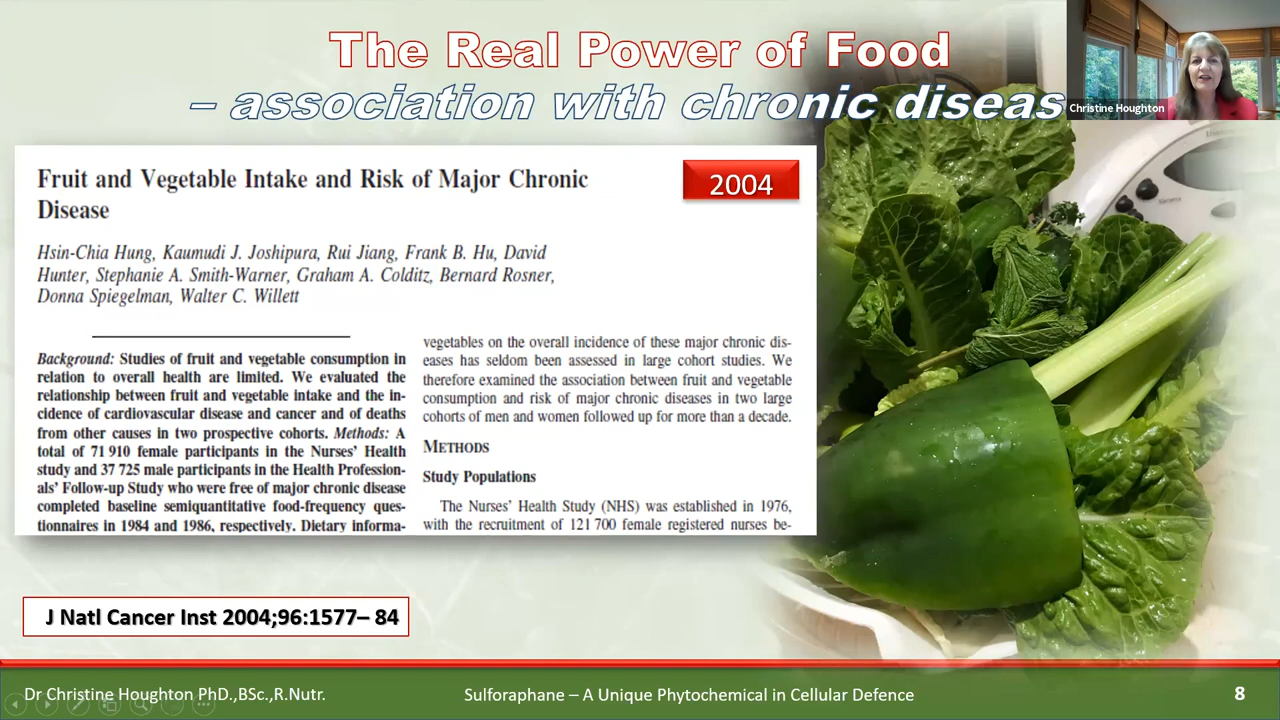 The Real Power of Food
– association with chronic diseas
Christine Houghton
Fruit and Vegetable Intake and Risk of Major Chronic
Disease
2004
Hsin-Chia Hung, Kaumudi J. Joshipura, Rui Jiang, Frank B. Hu, David
Hunter, Stephanie A. Smith-Warner, Graham A. Colditz, Bernard Rosner,
Donna Spiegelman, Walter C. Willett
Background: Studies of fruit and vegetable consumption in
relation to overall health are limited. We evaluated the
relationship between fruit and vegetable intake and the in-
cidence of cardiovascular disease and cancer and of deaths
from other causes in two prospective cohorts. Methods: A
total of 71 910 female participants in the Nurses' Health
study and 37 725 male participants in the Health Profession-
als' Follow-up Study who were free of major chronic disease
completed baseline semiquantitative food-frequency ques-
tionnaires in 1984 and 1986, respectively. Dietary informa-
vegetables on the overall incidence of these major chronic dis-
eases has seldom been assessed in large cohort studies. We
therefore examined the association between fruit and vegetable
consumption and risk of major chronic diseases in two large
cohorts of men and women followed up for more than a decade.
METHODS
Study Populations
The Nurses' Health Study (NHS) was established in 1976,
with the recruitment of 121 700 female registered nurses be-
J Natl Cancer Inst 2004;96:1577– 84
Dr Christine Houghton PhD.,BSc.,R.Nutr.
Sulforaphane – A Unique Phytochemical in Cellular Defence
8